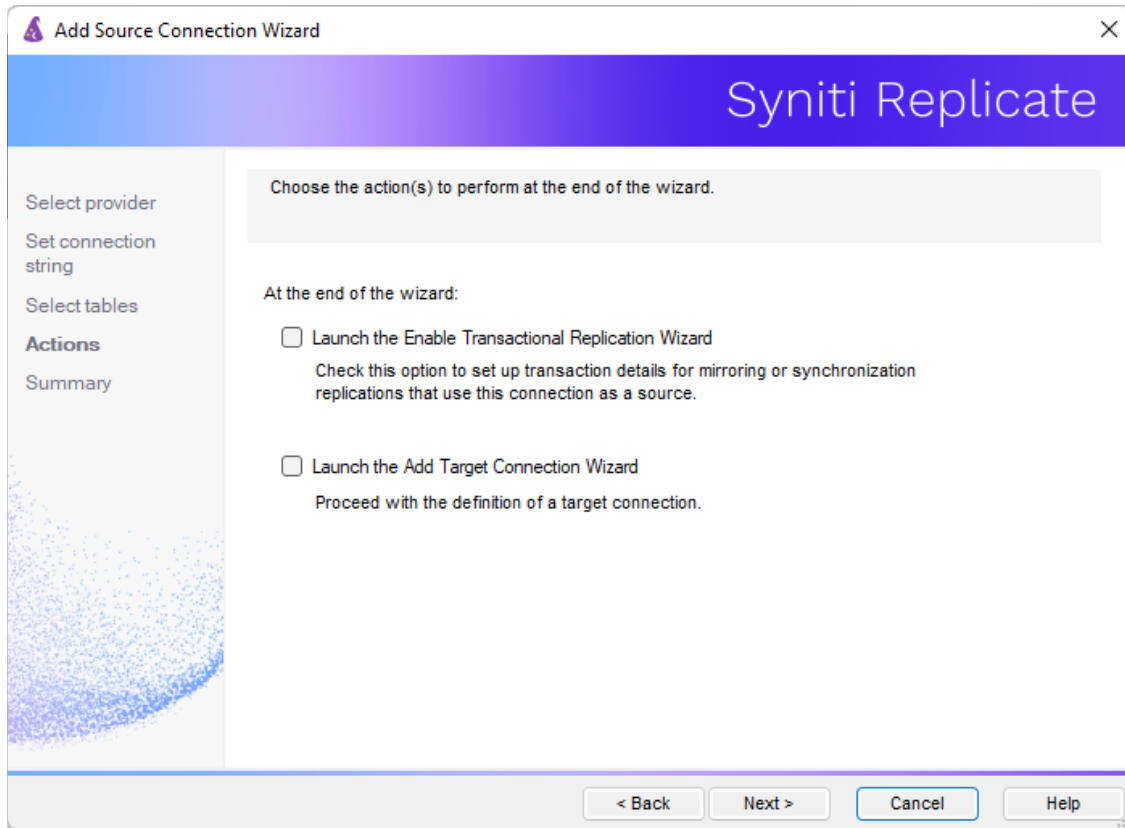 Add Source Connection Wizard
Syniti Replicate
Select provider
Set connection
string
Select tables
Actions
Summary
Choose the action(s) to perform at the end of the wizard.
At the end of the wizard:
Launch the Enable Transactional Replication Wizard
Check this option to set up transaction details for mirroring or synchronization
replications that use this connection as a source.
Launch the Add Target Connection Wizard
Proceed with the definition of a target connection.
< Back Next > Cancel Help